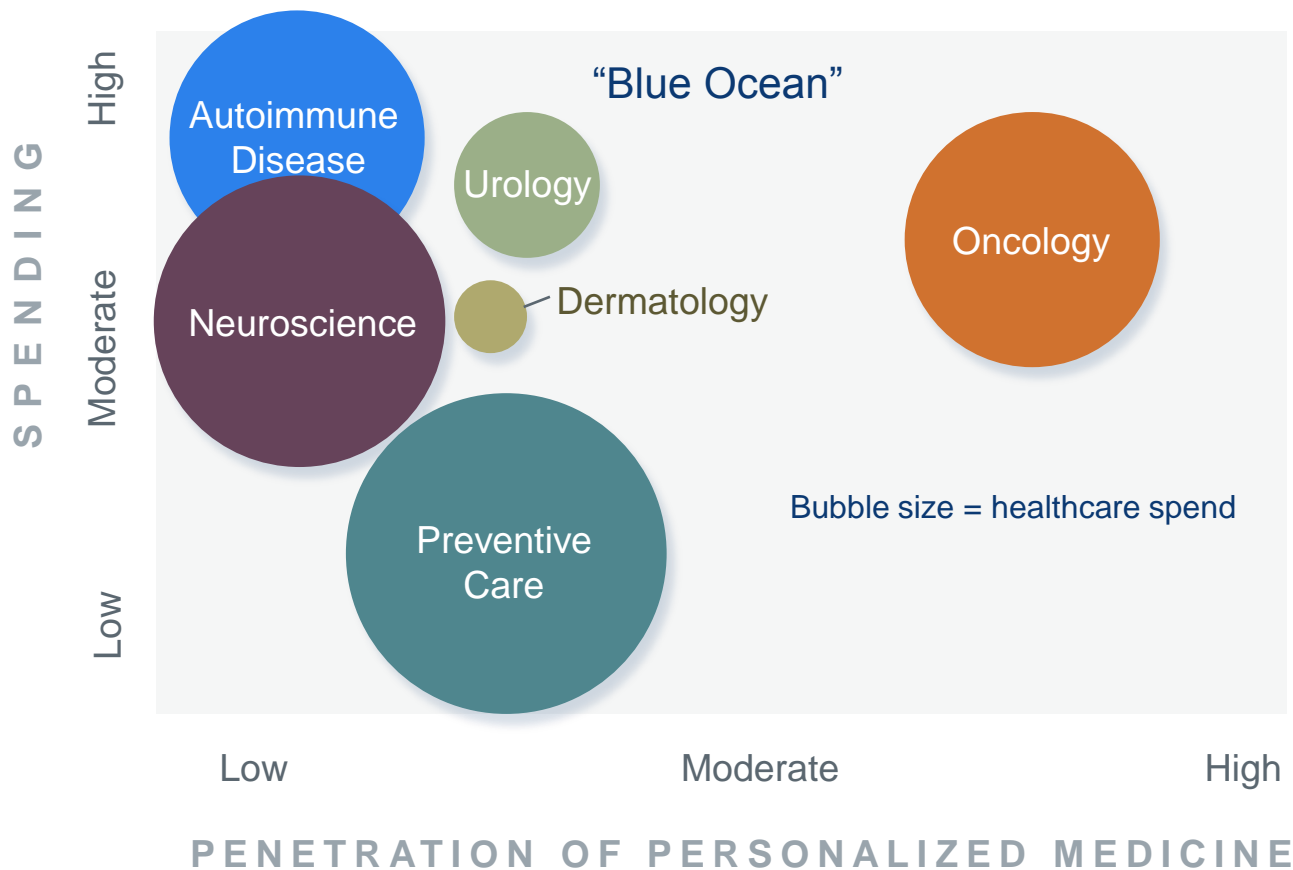 “Blue Ocean”
Autoimmune
Disease
Urology
Oncology
Neuroscience
Dermatology
Preventive
Care
Bubble size = healthcare spend
SPENDING
High
Moderate
Low
Low
Moderate
High
PENETRATION OF PERSONALIZED MEDICINE